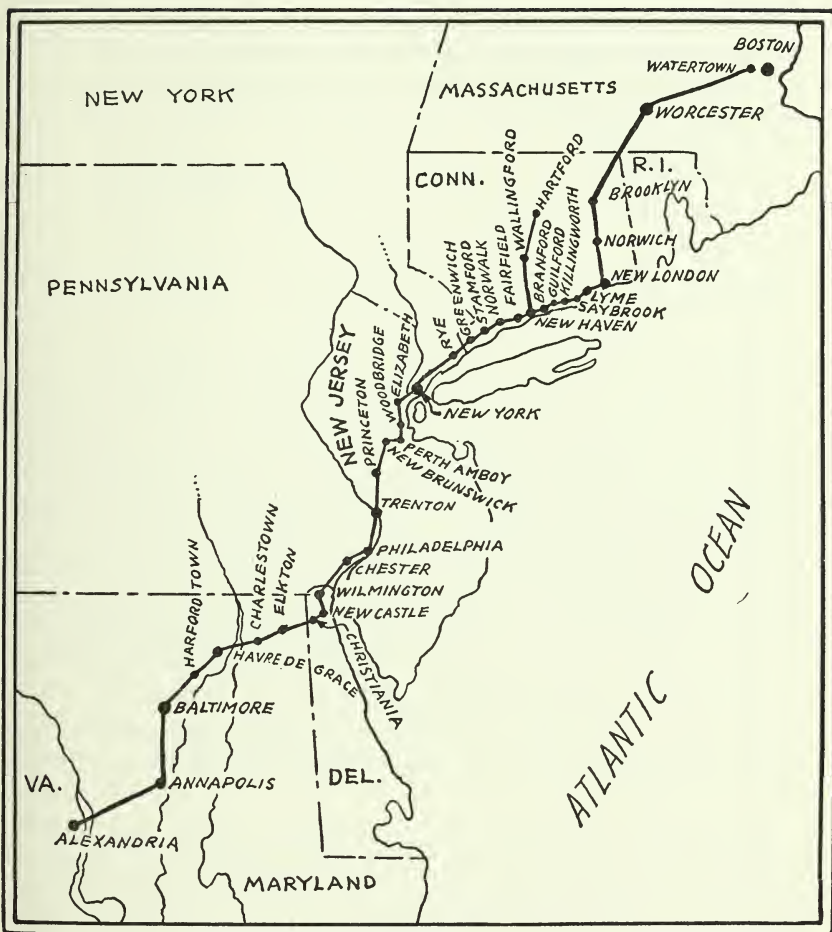 BOSTON
WATERTOWN
NEW YORK
MASSACHUSETTS
WORCESTER
WALLINGFORD
HARTFORD
CONN.
R.I.
BROOKLYN
NORWICH
NEW LONDON
LYME
SAYBROOK
KILLINGWORTH
GUILFORD
BRANFORD
NEW HAVEN
FAIRFIELD
NORWALK
STAMFORD
GREENWICH
RYE
PENNSYLVANIA
NEW JERSEY
NEW YORK
ELIZABETH
WOODBRIDGE
PERTH AMBOY
NEW BRUNSWICK
PRINCETON
TRENTON
PHILADELPHIA
CHESTER
WILMINGTON
NEW CASTLE
CHRISTIANIA
ELKTON
CHARLESTOWN
HAVRE DE GRACE
HARFORD TOWN
BALTIMORE
ANNAPOLIS
VA.
ALEXANDRIA
DEL.
MARYLAND
ATLANTIC
OCEAN